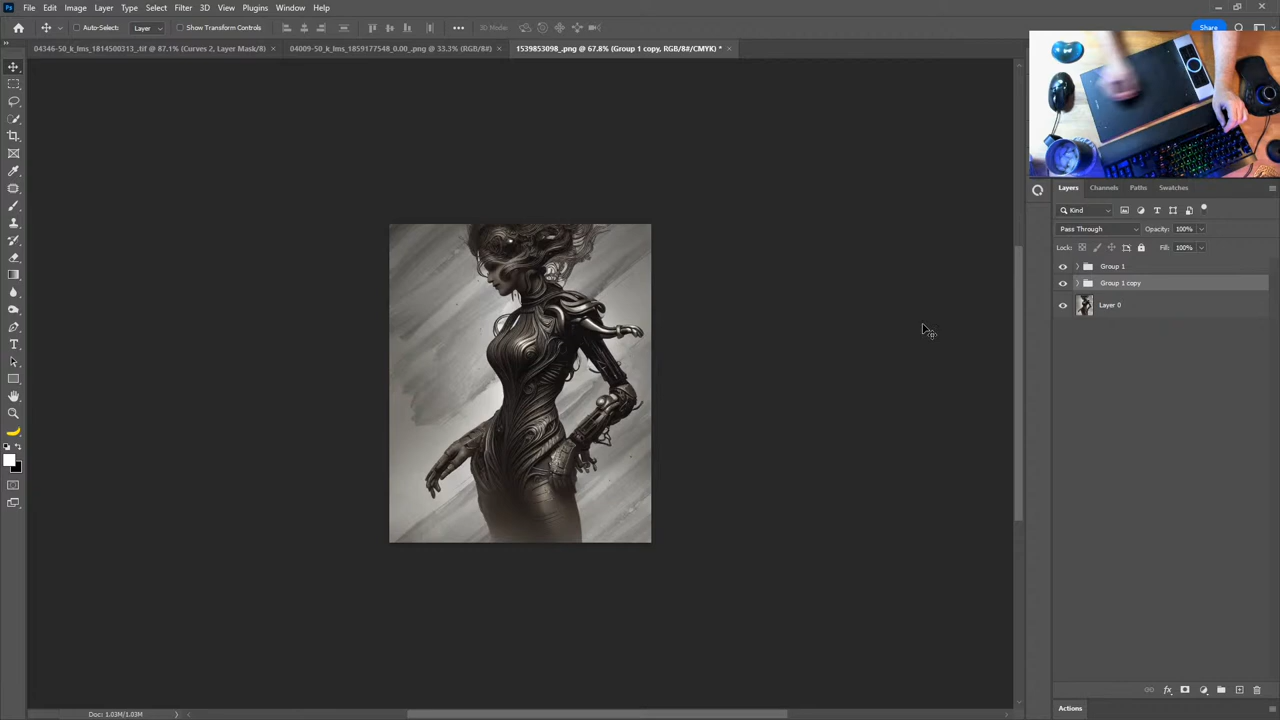 Ps File Edit Image Layer Type Select Filter 3D View Plugins Window Help
Auto-Select: Layer Show Transform Controls 3D Mode: Share
04346-50_k_lms_1814500313_.tif @ 87.1% (Curves 2, Layer Mask/8) × 04009-50_k_lms_1859177548_0.00_.png @ 33.3% (RGB/8#) × 1539853098_.png @ 67.8% (Group 1 copy, RGB/8#/CMYK) * ×
Layers Channels Paths Swatches
Kind
Pass Through Opacity: 100%
Lock: Fill: 100%
Group 1
Group 1 copy
Layer 0
fx
Actions
Doc: 1.03M/1.03M